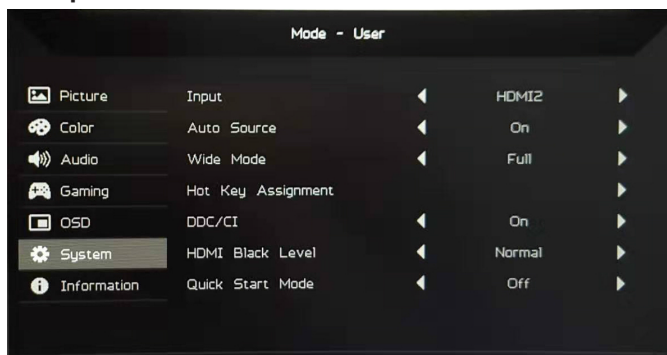 Mode - User
Picture Input HDMI2
Color Auto Source On
Audio Wide Mode Full
Gaming Hot Key Assignment
OSD DDC/CI On
System HDMI Black Level Normal
Information Quick Start Mode Off